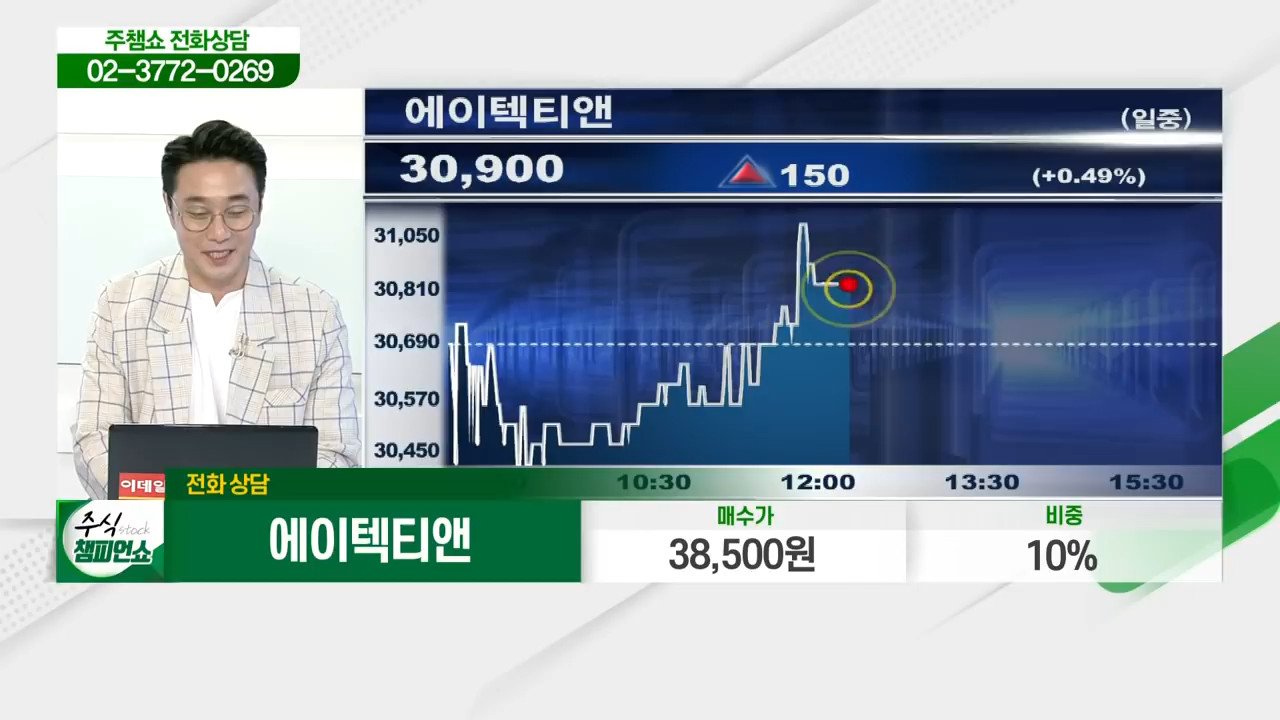 주챔쇼 전화상담
02-3772-0269
에이텍티앤
(일중)
30,900
150
(+0.49%)
31,050
30,810
30,690
30,570
30,450
10:30
12:00
13:30
15:30
이데일
전화 상담
주식 stock
챔피언쇼
에이텍티앤
매수가
38,500원
비중
10%